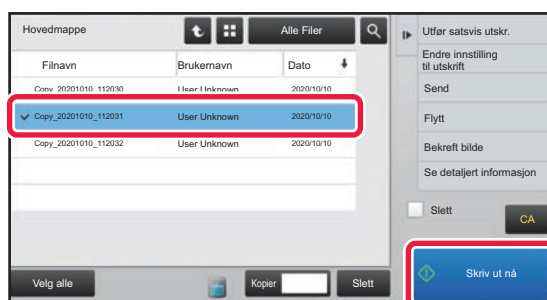 Hovedmappe
Alle Filer
Filnavn Brukernavn Dato
Copy_20201010_112030 User Unknown 2020/10/10
Copy_20201010_112031 User Unknown 2020/10/10
Copy_20201010_112032 User Unknown 2020/10/10
Velg alle
Kopier
Slett
Utfør satsvis utskr.
Endre innstilling
til utskrift
Send
Flytt
Bekreft bilde
Se detaljert informasjon
Slett
CA
Skriv ut nå